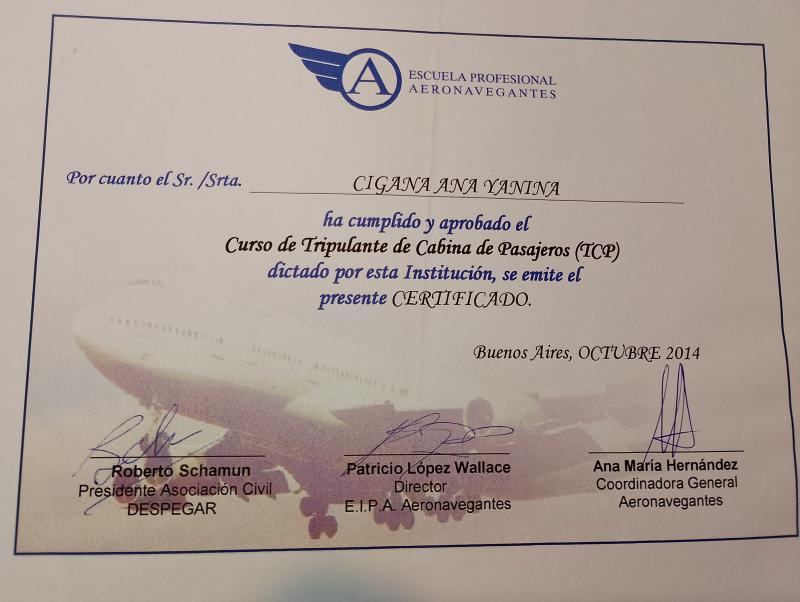 A
ESCUELA PROFESIONAL
AERONAVEGANTES
Por cuanto el Sr. /Srta. CIGANA ANA YANINA
ha cumplido y aprobado el
Curso de Tripulante de Cabina de Pasajeros (TCP)
dictado por esta Institución, se emite el
presente CERTIFICADO.
Buenos Aires, OCTUBRE 2014
Roberto Schamun
Presidente Asociación Civil
DESPEGAR
Patricio López Wallace
Director
E.I.P.A. Aeronavegantes
Ana María Hernández
Coordinadora General
Aeronavegantes